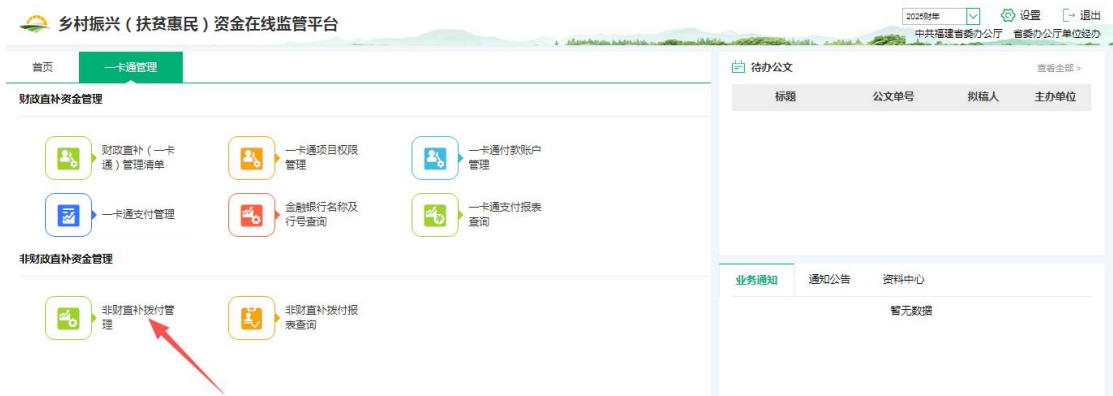 乡村振兴（扶贫惠民）资金在线监管平台
2026财年
设置
退出
中共福建省委办公厅 省委办公厅单位经办
首页
一卡通管理
财政直补资金管理
财政直补（一卡
通）管理清单
一卡通项目权限
管理
一卡通付款账户
管理
一卡通支付管理
金融银行名称及
行号查询
一卡通支付报表
查询
非财政直补资金管理
非财直补拨付管
理
非财直补拨付报
表查询
待办公文
查看全部 >
标题 公文单号 拟稿人 主办单位
业务通知 通知公告 资料中心
暂无数据